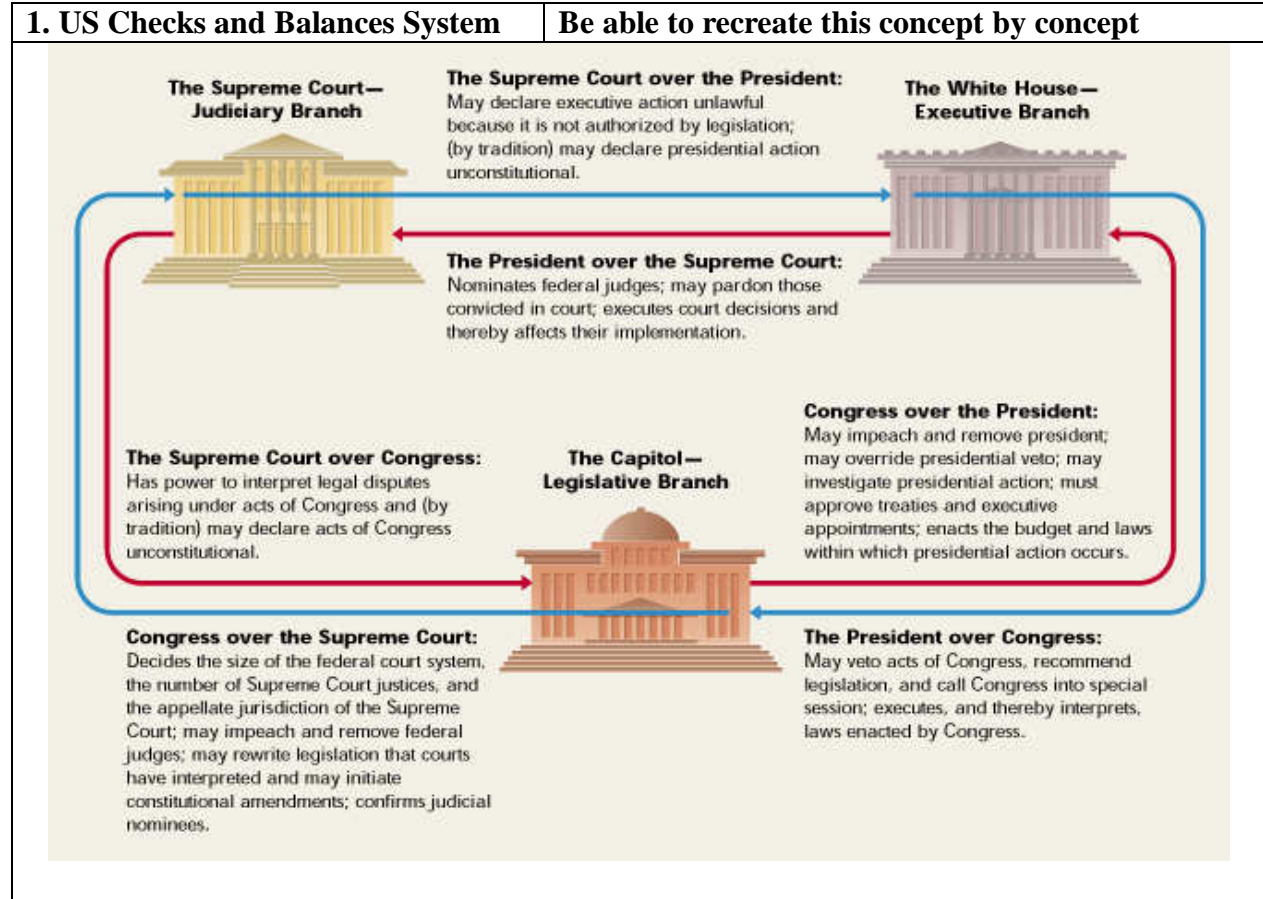 1. US Checks and Balances System
Be able to recreate this concept by concept
The Supreme Court—
Judiciary Branch
The Supreme Court over the President:
May declare executive action unlawful
because it is not authorized by legislation;
(by tradition) may declare presidential action
unconstitutional.
The White House—
Executive Branch
The President over the Supreme Court:
Nominates federal judges; may pardon those
convicted in court; executes court decisions and
thereby affects their implementation.
The Supreme Court over Congress:
Has power to interpret legal disputes
arising under acts of Congress and (by
tradition) may declare acts of Congress
unconstitutional.
The Capitol—
Legislative Branch
Congress over the President:
May impeach and remove president;
may override presidential veto; may
investigate presidential action; must
approve treaties and executive
appointments; enacts the budget and laws
within which presidential action occurs.
Congress over the Supreme Court:
Decides the size of the federal court system,
the number of Supreme Court justices, and
the appellate jurisdiction of the Supreme
Court; may impeach and remove federal
judges; may rewrite legislation that courts
have interpreted and may initiate
constitutional amendments; confirms judicial
nominees.
The President over Congress:
May veto acts of Congress, recommend
legislation, and call Congress into special
session; executes, and thereby interprets,
laws enacted by Congress.